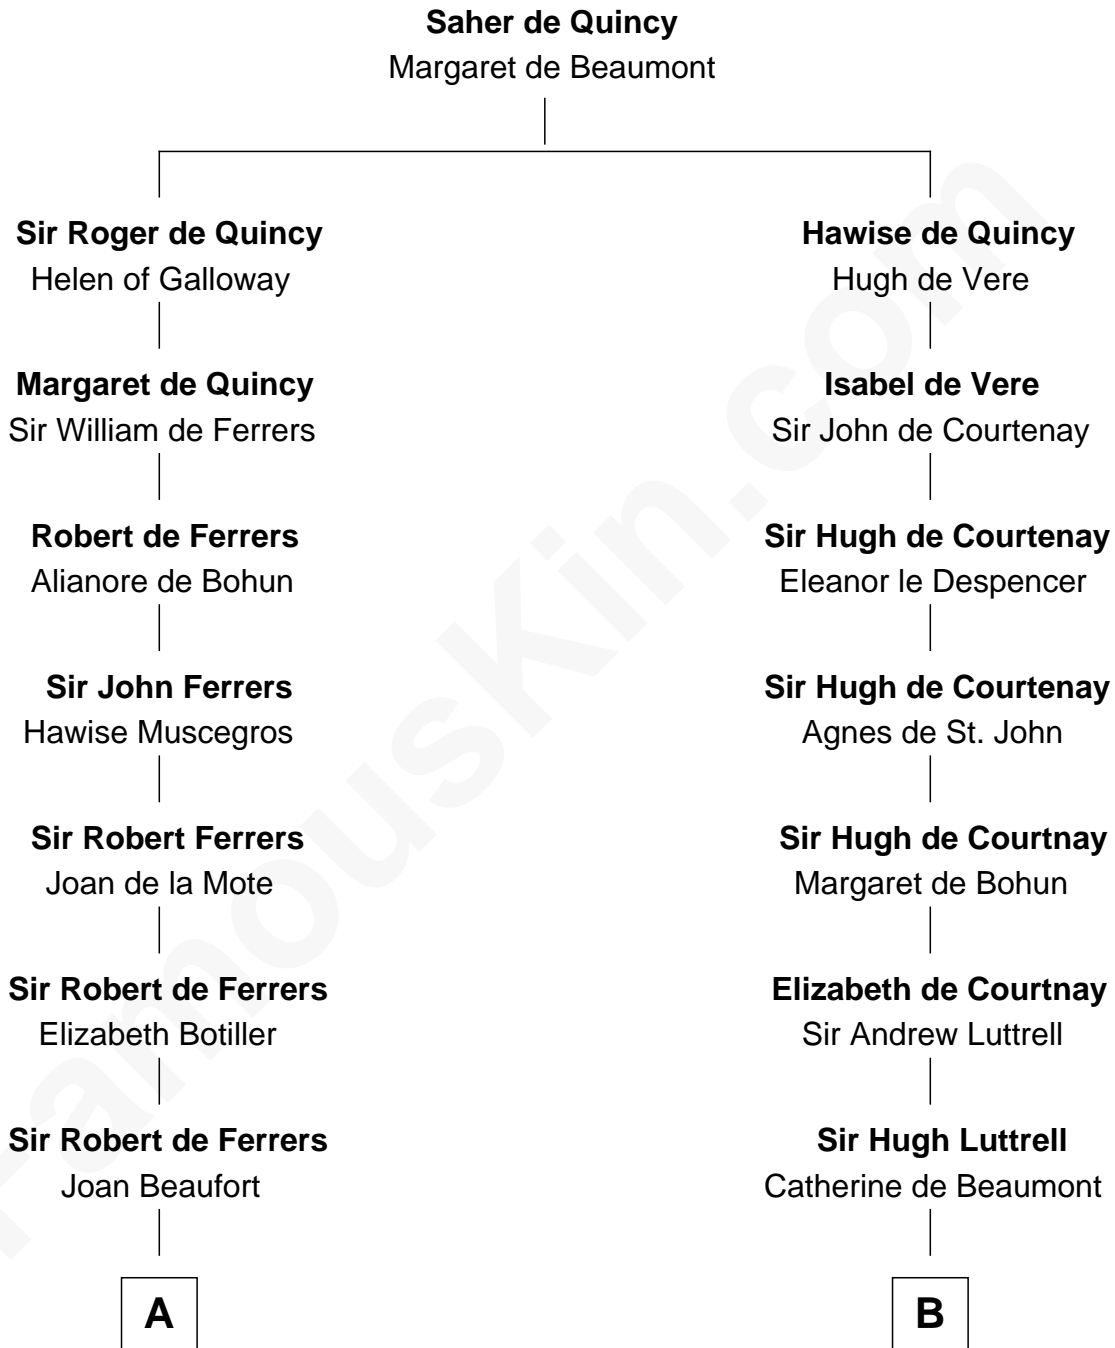 Saher de Quincy
Margaret de Beaumont
Sir Roger de Quincy
Helen of Galloway
Hawise de Quincy
Hugh de Vere
Margaret de Quincy
Sir William de Ferrers
Isabel de Vere
Sir John de Courtenay
Robert de Ferrers
Alianore de Bohun
Sir Hugh de Courtenay
Eleanor le Despencer
Sir John Ferrers
Hawise Muscegros
Sir Hugh de Courtenay
Agnes de St. John
Sir Robert Ferrers
Joan de la Mote
Sir Hugh de Courtnay
Margaret de Bohun
Sir Robert de Ferrers
Elizabeth Botiller
Elizabeth de Courtnay
Sir Andrew Luttrell
Sir Robert de Ferrers
Joan Beaufort
Sir Hugh Luttrell
Catherine de Beaumont
A
B
FamousKin.com